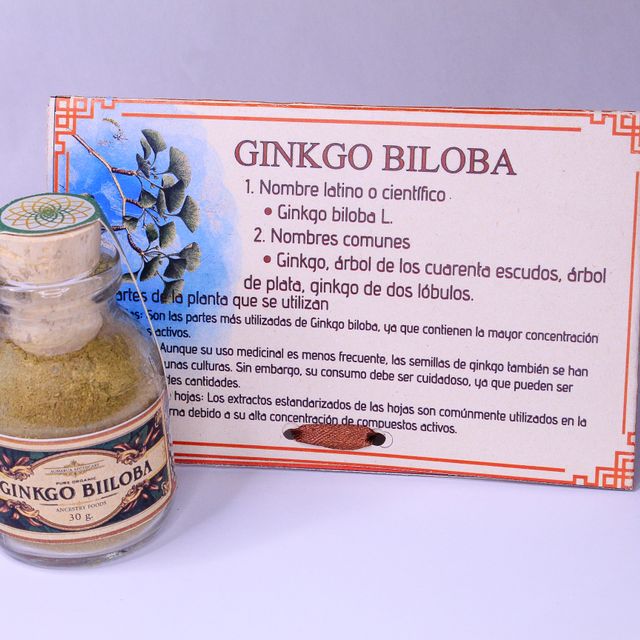 GINKGO BILOBA
1. Nombre latino o científico
• Ginkgo biloba L.
2. Nombres comunes
• Ginkgo, árbol de los cuarenta escudos, árbol
de plata, ginkgo de dos lóbulos.
artes de la planta que se utilizan
Son las partes más utilizadas de Ginkgo biloba, ya que contienen la mayor concentración
activos.
Aunque su uso medicinal es menos frecuente, las semillas de ginkgo también se han
unas culturas. Sin embargo, su consumo debe ser cuidadoso, ya que pueden ser
des cantidades.
hojas: Los extractos estandarizados de las hojas son comúnmente utilizados en la
rna debido a su alta concentración de compuestos activos.
PURE ORGANIC
GINKGO BIILOBA
ANCESTRY FOODS
30 g.